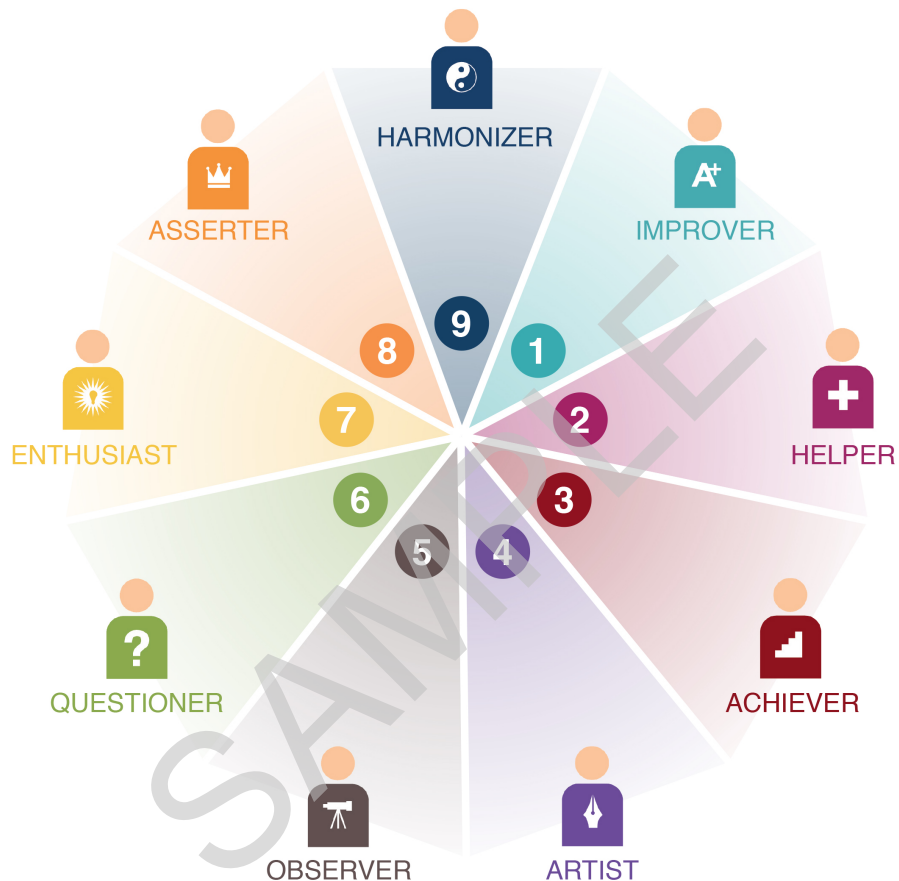 HARMONIZER
ASSERTER
IMPROVER
9
8
1
7
2
ENTHUSIAST
HELPER
6
3
5
4
QUESTIONER
ACHIEVER
OBSERVER
ARTIST
A+
?
SAMPLE